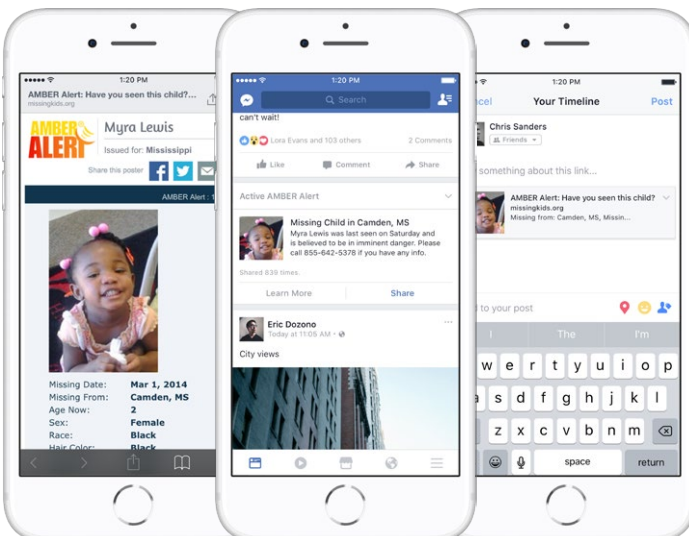 1:20 PM
AMBER Alert: Have you seen this child?...
missingkids.org
AMBER
ALERT
Myra Lewis
Issued for: Mississippi
Share this poster
AMBER Alert : 1
Missing Date: Mar 1, 2014
Missing From: Camden, MS
Age Now: 2
Sex: Female
Race: Black
Hair Color: Black
1:20 PM
Search
can't wait!
Lora Evans and 103 others
2 Comments
Like
Comment
Share
Active AMBER Alert
Missing Child in Camden, MS
Myra Lewis was last seen on Saturday and
is believed to be in imminent danger. Please
call 855-642-5378 if you have any info.
Shared 839 times.
Learn More
Share
Eric Dozono
Today at 11:05 AM
City views
1:20 PM
cel
Your Timeline
Post
Chris Sanders
Friends
something about this link...
AMBER Alert: Have you seen this child?
missingkids.org
Missing from: Camden, MS, Missin...
to your post
I
The
I'm
w e r t y u i o p
s d f g h j k l
z x c v b n m
space
return